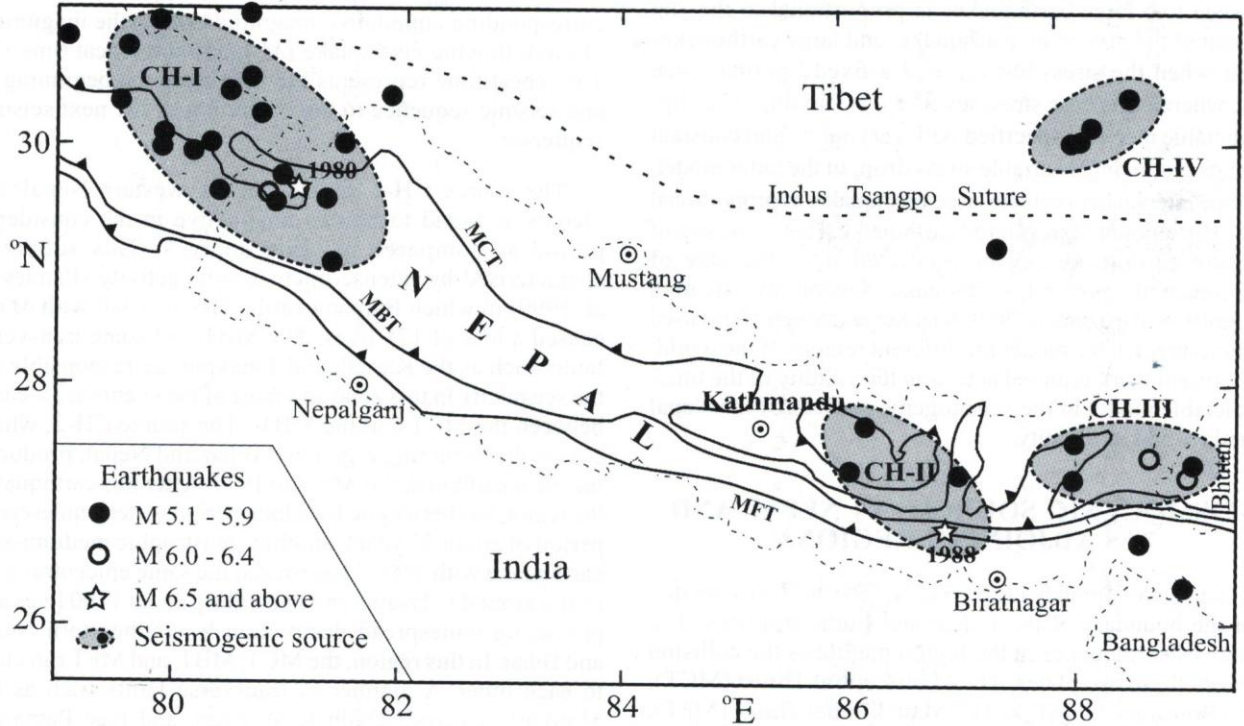 CH-I
Tibet
30
1980
CH-IV
Indus Tsangpo Suture
°N
MCT
Mustang
NEPAL
MBT
28
Nepalganj
Kathmandu
CH-III
CH-II
Bhutan
MFT
1988
Earthquakes
M 5.1 - 5.9
M 6.0 - 6.4
M 6.5 and above
Seismogenic source
India
Biratnagar
26
Bangladesh
80
82
84
°E
86
88